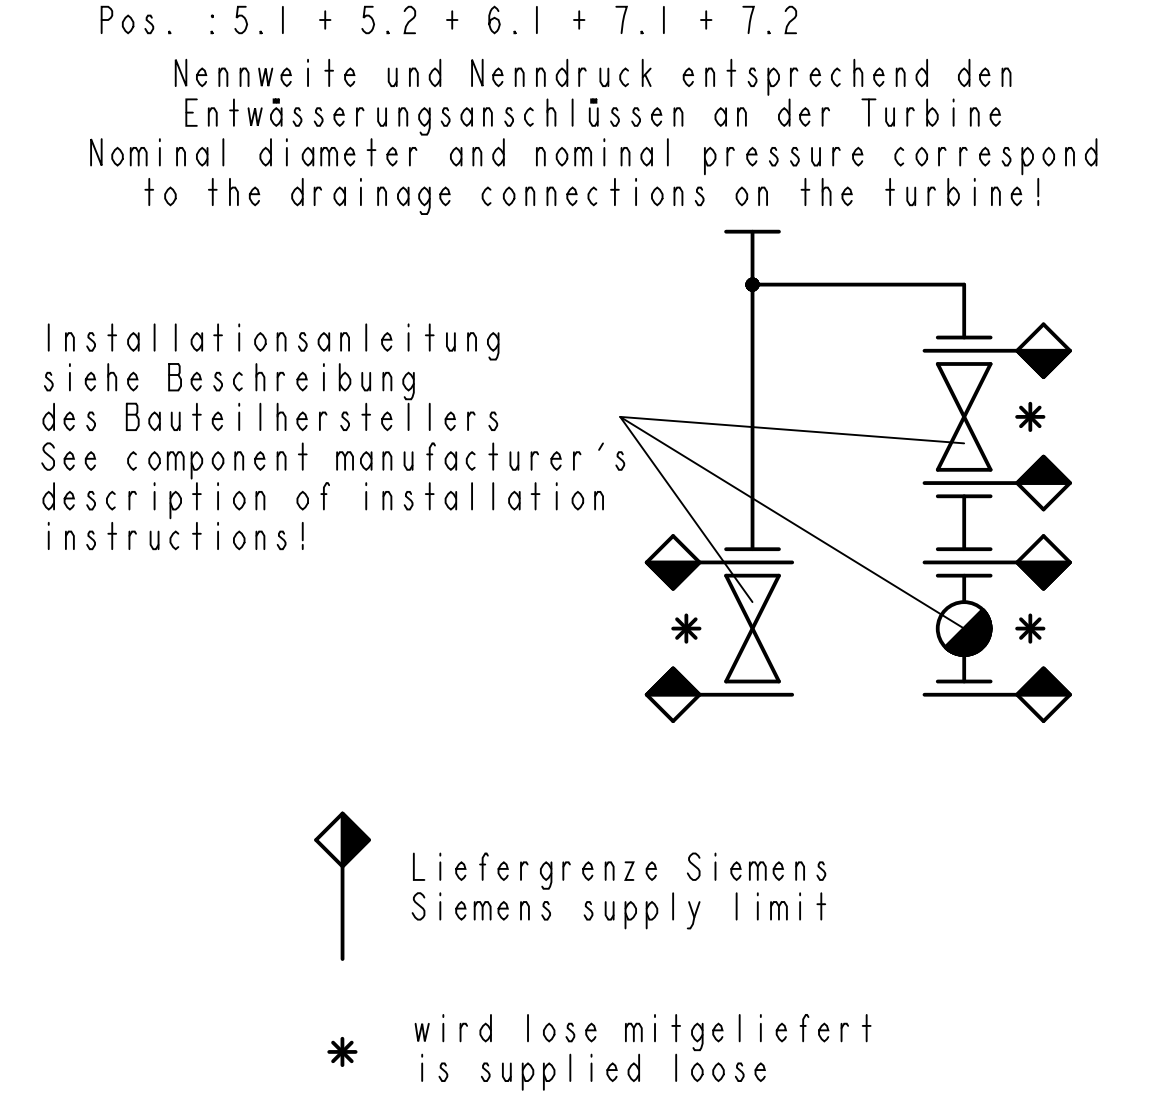 Pos. :5.1 + 5.2 + 6.1 + 7.1 + 7.2
Nennweite und Nenndruck entsprechend den
Entwässerungsanschlüssen an der Turbine
Nominal diameter and nominal pressure correspond
to the drainage connections on the turbine!
Installationsanleitung
siehe Beschreibung
des Bauteilherstellers
See component manufacturer´s
description of installation
instructions!
Liefergrenze Siemens
Siemens supply limit
wird lose mitgeliefert
is supplied loose